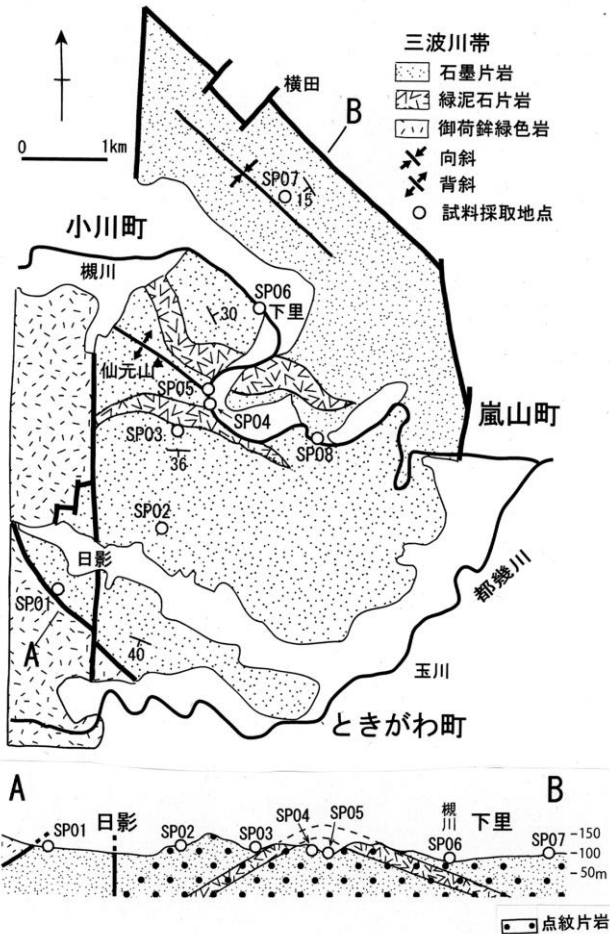 三波川帯
石墨片岩
緑泥石片岩
御荷鉾緑色岩
向斜
背斜
試料採取地点
0 1km
横田
B
SP07
15
小川町
槻川
SP06
下里
30
仙元山
SP05
SP04
SP03
36
SP08
嵐山町
SP02
日影
SP01
A
40
都幾川
玉川
ときがわ町
A
B
日影
槻川
下里
SP01
SP02
SP03
SP04
SP05
SP06
SP07
150
100
50m
点紋片岩